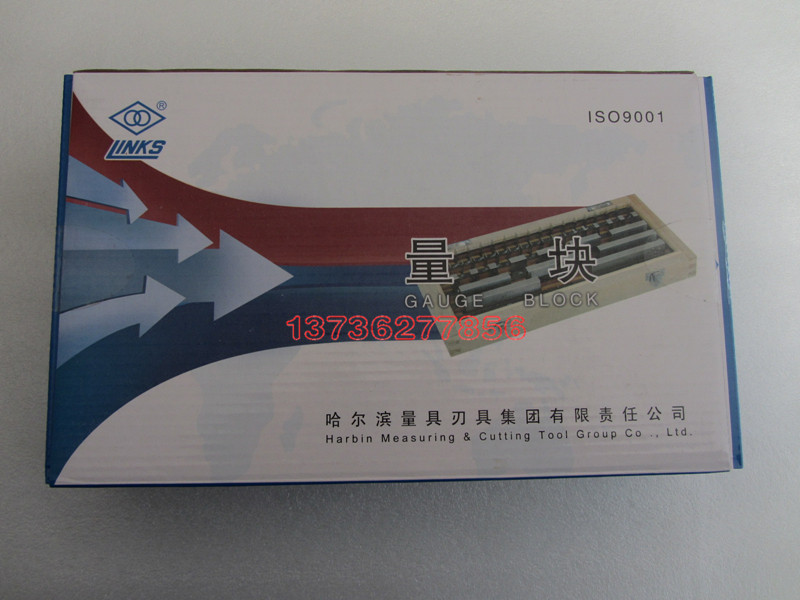 ®
LINKS
ISO9001
量 块
GAUGE BLOCK
13736277856
哈尔滨量具刃具集团有限责任公司
Harbin Measuring & Cutting Tool Group Co ., Ltd.